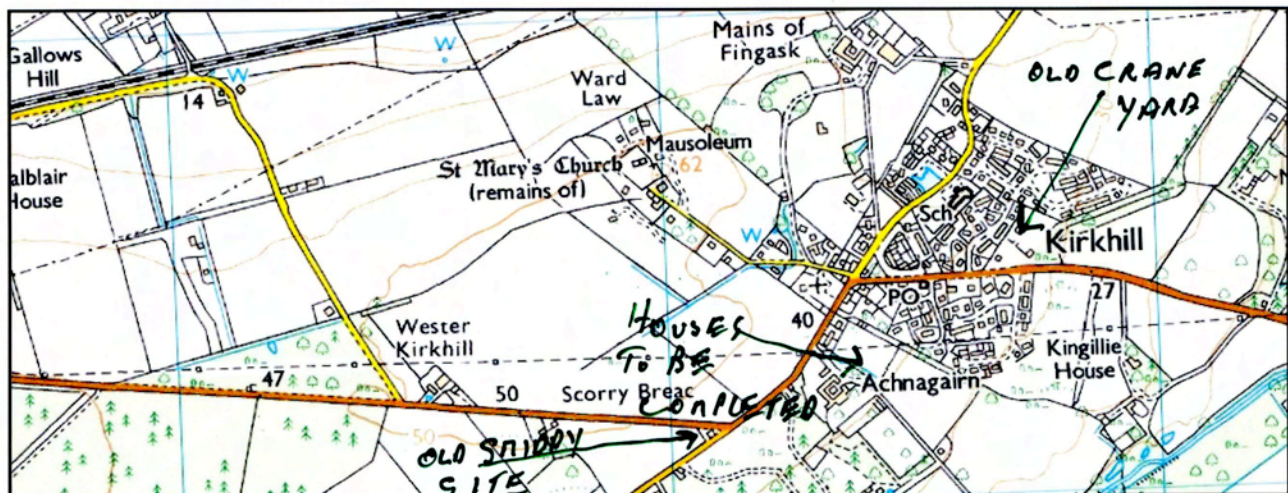 Gallows
Hill
14
W
W
alblair
House
Ward
Law
Mausoleum
62
St Mary's Church
(remains of)
Mains of
Fingask
OLD CRANE
YARD
Sch
Kirkhill
W
PO
27
40
HOUSES
TO BE
COMPLETED
Achnagairn
Kingillie
House
Wester
Kirkhill
47
50
Scorry Breac
50
OLD SMIDDY
SITE